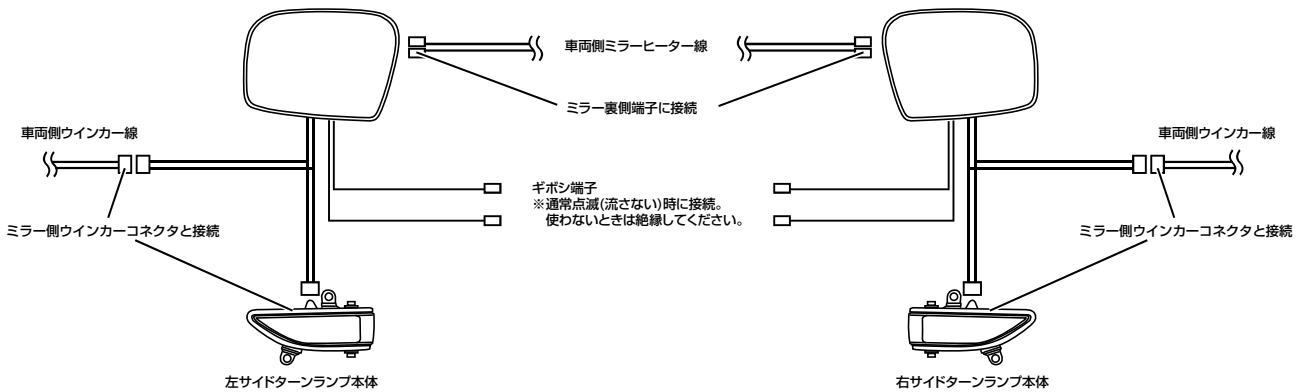 車両側ミラーヒーター線
ミラー裏側端子に接続
車両側ウインカー線
車両側ウインカー線
ギボシ端子
※通常点滅(流さない)時に接続。
使わないときは絶縁してください。
ミラー側ウインカーコネクタと接続
ミラー側ウインカーコネクタと接続
左サイドターンランプ本体
右サイドターンランプ本体